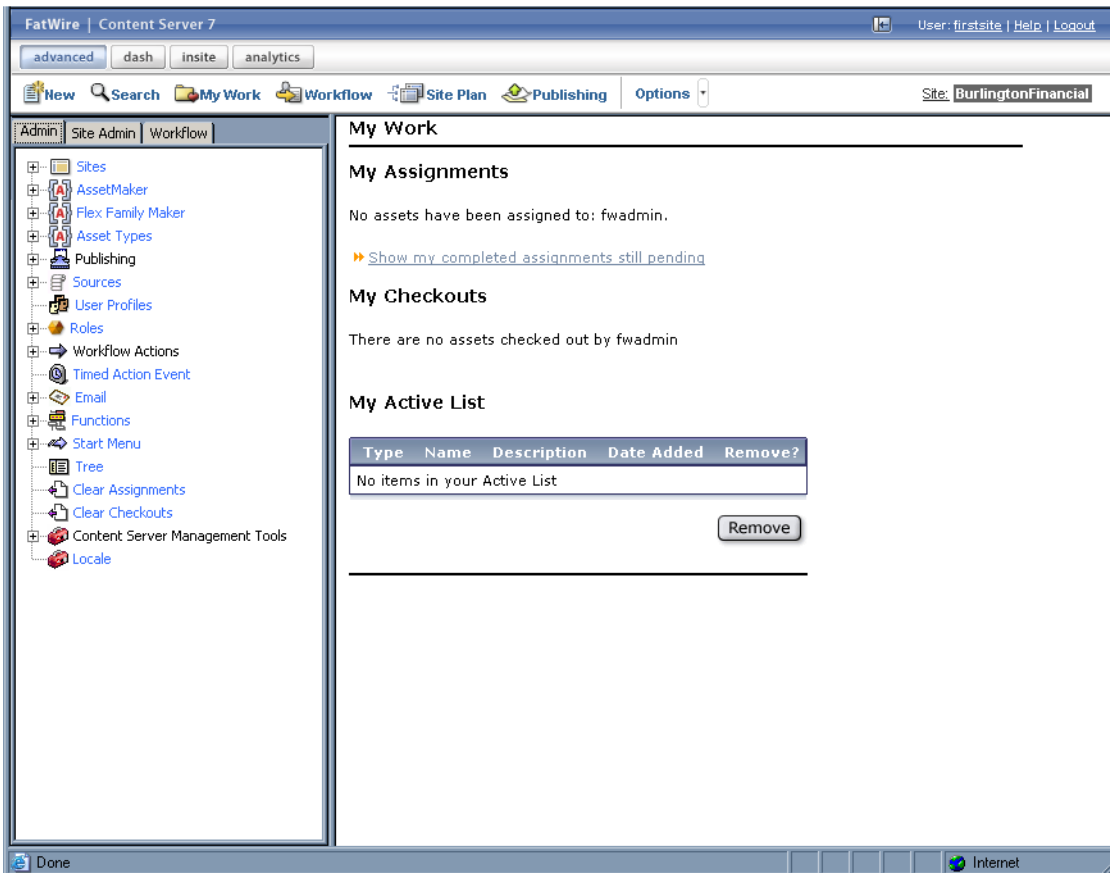 FatWire | Content Server 7
User: firstsite | Help | Logout
advanced dash insite analytics
New Search My Work Workflow Site Plan Publishing Options Site: BurlingtonFinancial
Admin Site Admin Workflow
Sites
AssetMaker
Flex Family Maker
Asset Types
Publishing
Sources
User Profiles
Roles
Workflow Actions
Timed Action Event
Email
Functions
Start Menu
Tree
Clear Assignments
Clear Checkouts
Content Server Management Tools
Locale
My Work
My Assignments
No assets have been assigned to: fwadmin.
Show my completed assignments still pending
My Checkouts
There are no assets checked out by fwadmin
My Active List
Type Name Description Date Added Remove?
No items in your Active List
Remove
Done
Internet